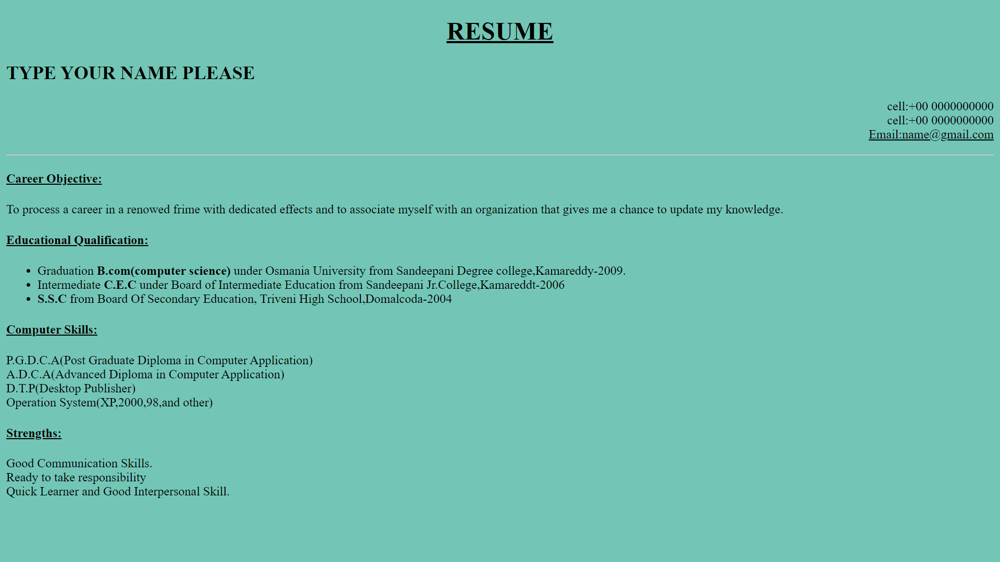 RESUME
TYPE YOUR NAME PLEASE
cell:+00 0000000000
cell:+00 0000000000
Email:name@gmail.com
Career Objective:
To process a career in a renowed frime with dedicated effects and to associate myself with an organization that gives me a chance to update my knowledge.
Educational Qualification:
• Graduation B.com(computer science) under Osmania University from Sandeepani Degree college,Kamareddy-2009.
• Intermediate C.E.C under Board of Intermediate Education from Sandeepani Jr.College,Kamareddt-2006
• S.S.C from Board Of Secondary Education, Triveni High School,Domalcoda-2004
Computer Skills:
P.G.D.C.A(Post Graduate Diploma in Computer Application)
A.D.C.A(Advanced Diploma in Computer Application)
D.T.P(Desktop Publisher)
Operation System(XP,2000,98,and other)
Strengths:
Good Communication Skills.
Ready to take responsibility
Quick Learner and Good Interpersonal Skill.